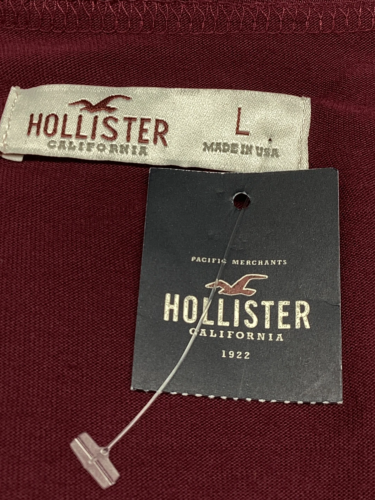 HOLLISTER
CALIFORNIA
L
MADE IN USA
PACIFIC MERCHANTS
HOLLISTER
CALIFORNIA
1922